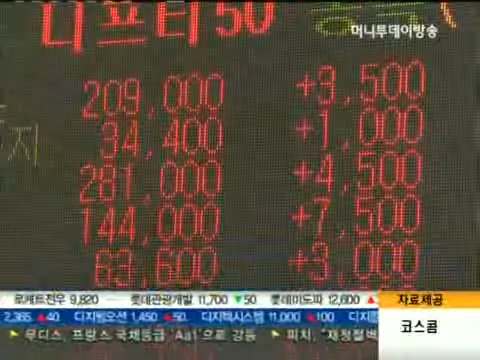 니프티50
머니투데이방송
209,000 +3,500
34,400 +1,000
지
281,000 +4,500
144,000 +7,500
63,600 +3,000
로케트전우 9,820 롯데관광개발 11,700 ▼50 롯데미도파 12,600 ▲
자료제공
2,365 ▲40 디지털오션 1,450 ▲50 디지텍시스템 11,000 ▲100
코스콤
▶ 무디스, 프랑스 국채등급 'Aa1'으로 강등 ▶ 피치, "재정절벽